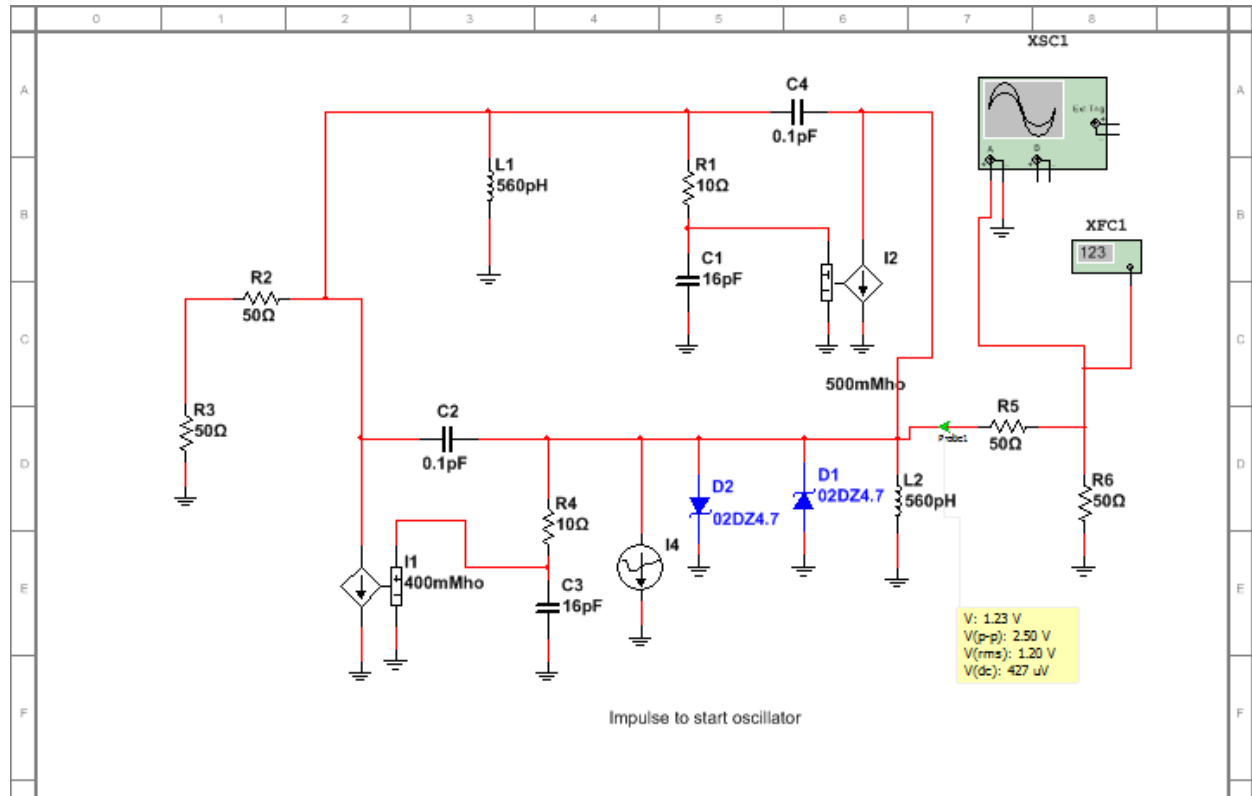 0 1 2 3 4 5 6 7 8
XSC1
A
A
C4
0.1pF
Ext Trig
+
A
B
L1
560pH
R1
10Ω
B
B
XFC1
123
C1
16pF
I2
R2
50Ω
C
C
500mMho
R3
50Ω
C2
0.1pF
R5
50Ω
Probe1
D
D
D2
02DZ4.7
D1
02DZ4.7
L2
560pH
R6
50Ω
R4
10Ω
I4
I1
400mMho
C3
16pF
E
E
V: 1.23 V
V(p-p): 2.50 V
V(rms): 1.20 V
V(dc): 427 uV
F
F
Impulse to start oscillator